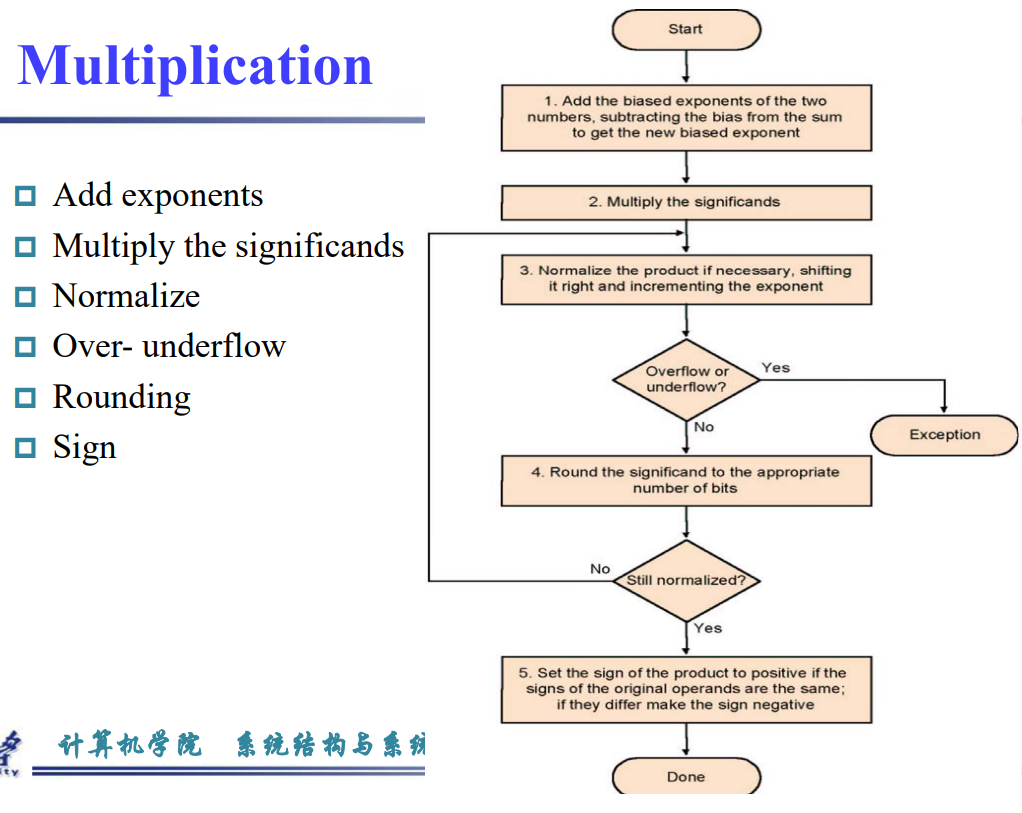 Multiplication
Add exponents
Multiply the significands
Normalize
Over- underflow
Rounding
Sign
Start
1. Add the biased exponents of the two
numbers, subtracting the bias from the sum
to get the new biased exponent
2. Multiply the significands
3. Normalize the product if necessary, shifting
it right and incrementing the exponent
Overflow or
underflow?
Yes
No
Exception
4. Round the significand to the appropriate
number of bits
Still normalized?
No
Yes
5. Set the sign of the product to positive if the
signs of the original operands are the same;
if they differ make the sign negative
Done
计算机学院 系统结构与系统